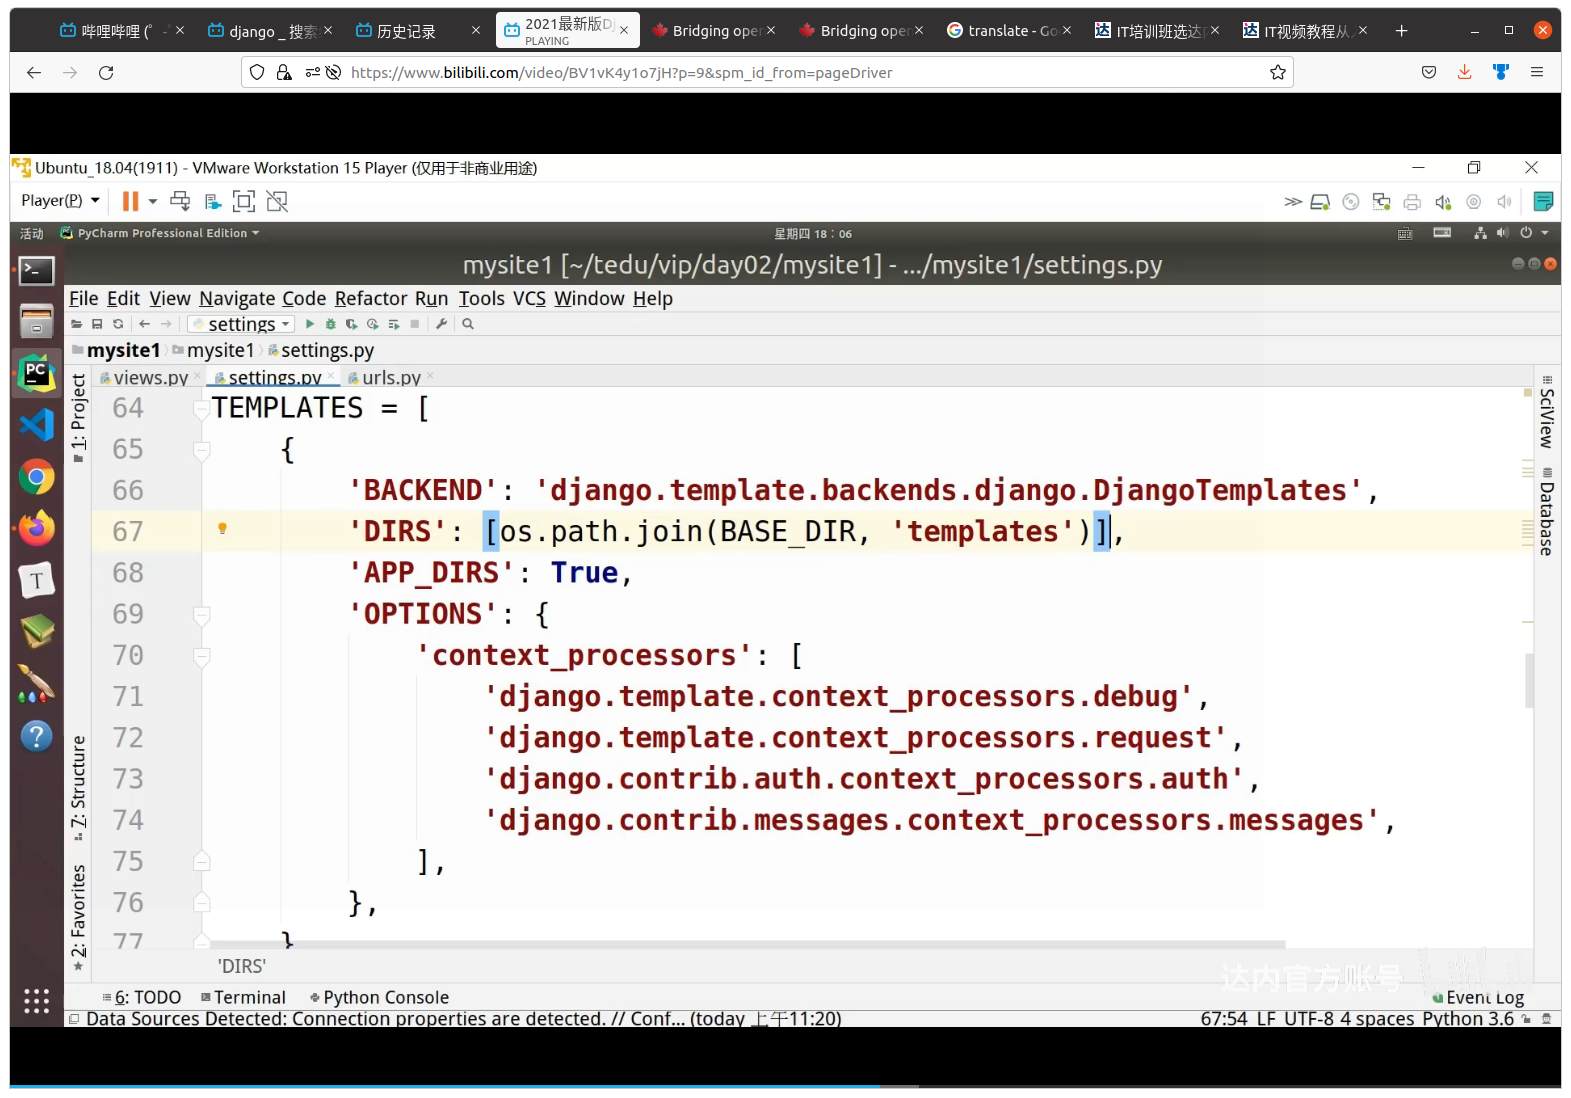 哔哩哔哩 (゜-
django _ 搜索
历史记录
2021最新版Dj
PLAYING
Bridging oper
Bridging oper
translate - Go
IT培训班选达
IT视频教程从
https://www.bilibili.com/video/BV1vK4y1o7jH?p=9&spm_id_from=pageDriver
Ubuntu_18.04(1911) - VMware Workstation 15 Player (仅用于非商业用途)
Player(P)
活动
PyCharm Professional Edition
星期四 18:06
mysite1 [~/tedu/vip/day02/mysite1] - .../mysite1/settings.py
File Edit View Navigate Code Refactor Run Tools VCS Window Help
settings
mysite1 mysite1 settings.py
views.py settings.py urls.py
1: Project
7: Structure
2: Favorites
SciView
Database
64 TEMPLATES = [
65 {
66 'BACKEND': 'django.template.backends.django.DjangoTemplates',
67 'DIRS': [os.path.join(BASE_DIR, 'templates')],
68 'APP_DIRS': True,
69 'OPTIONS': {
70 'context_processors': [
71 'django.template.context_processors.debug',
72 'django.template.context_processors.request',
73 'django.contrib.auth.context_processors.auth',
74 'django.contrib.messages.context_processors.messages',
75 ],
76 },
77 }
'DIRS'
达内官方账号
6: TODO Terminal Python Console
Event Log
Data Sources Detected: Connection properties are detected. // Conf... (today 上午11:20)
67:54 LF UTF-8 4 spaces Python 3.6